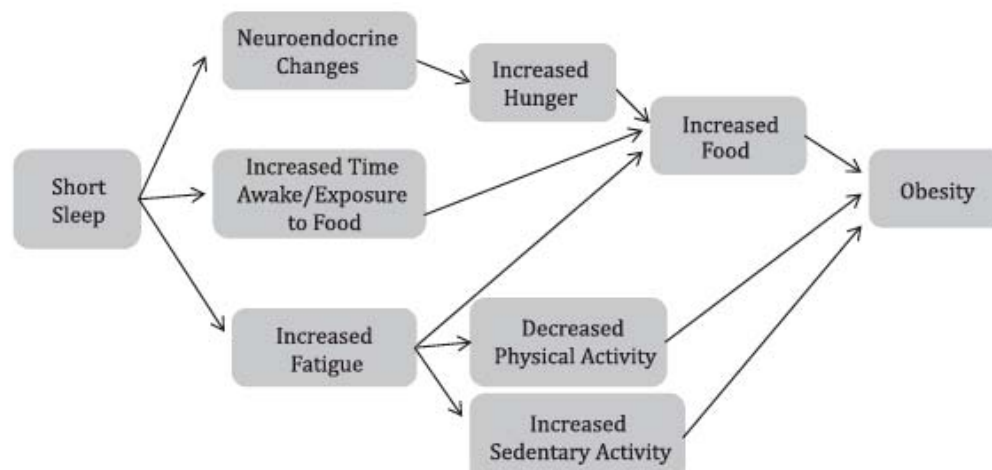 Neuroendocrine
Changes
Increased
Hunger
Increased
Food
Short
Sleep
Increased Time
Awake/Exposure
to Food
Obesity
Increased
Fatigue
Decreased
Physical Activity
Increased
Sedentary Activity